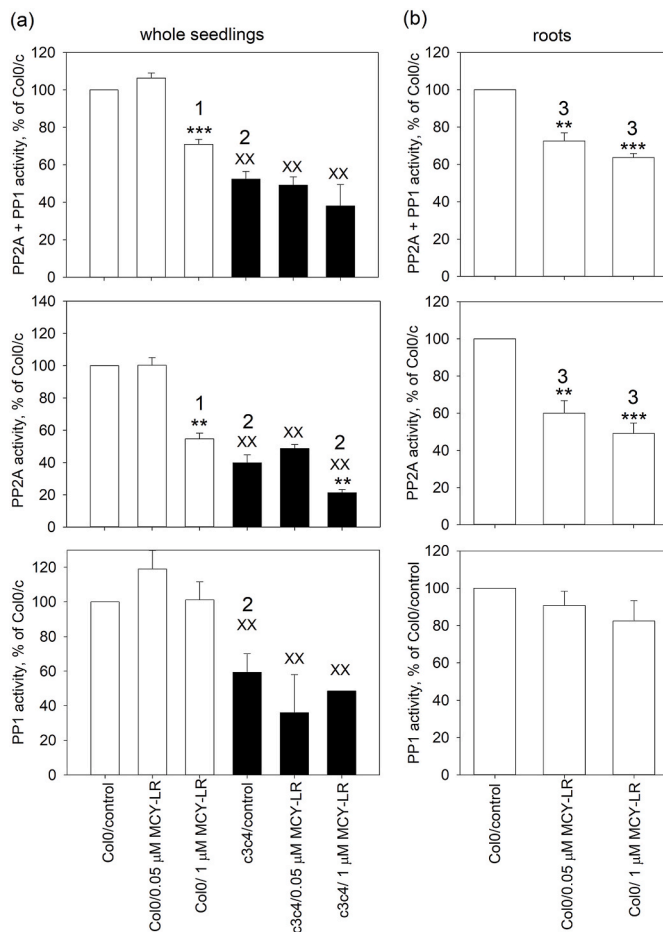 (a)
whole seedlings
PP2A + PP1 activity, % of Col0/c
120
100
80
60
40
20
0
1
***
2
XX
XX
XX
PP2A activity, % of Col0/c
140
120
100
80
60
40
20
0
1
**
2
XX
XX
2
XX
**
PP1 activity, % of Col0/c
120
100
80
60
40
20
0
2
XX
XX
XX
Col0/control
Col0/0.05 µM MCY-LR
Col0/ 1 µM MCY-LR
c3c4/control
c3c4/0.05 µM MCY-LR
c3c4/ 1 µM MCY-LR
(b)
roots
PP2A + PP1 activity, % of Col0/c
120
100
80
60
40
20
0
3
**
3
***
PP2A activity, % of Col0/c
120
100
80
60
40
20
0
3
**
3
***
PP1 activity, % of Col0/control
120
100
80
60
40
20
0
Col0/control
Col0/0.05 µM MCY-LR
Col0/ 1 µM MCY-LR